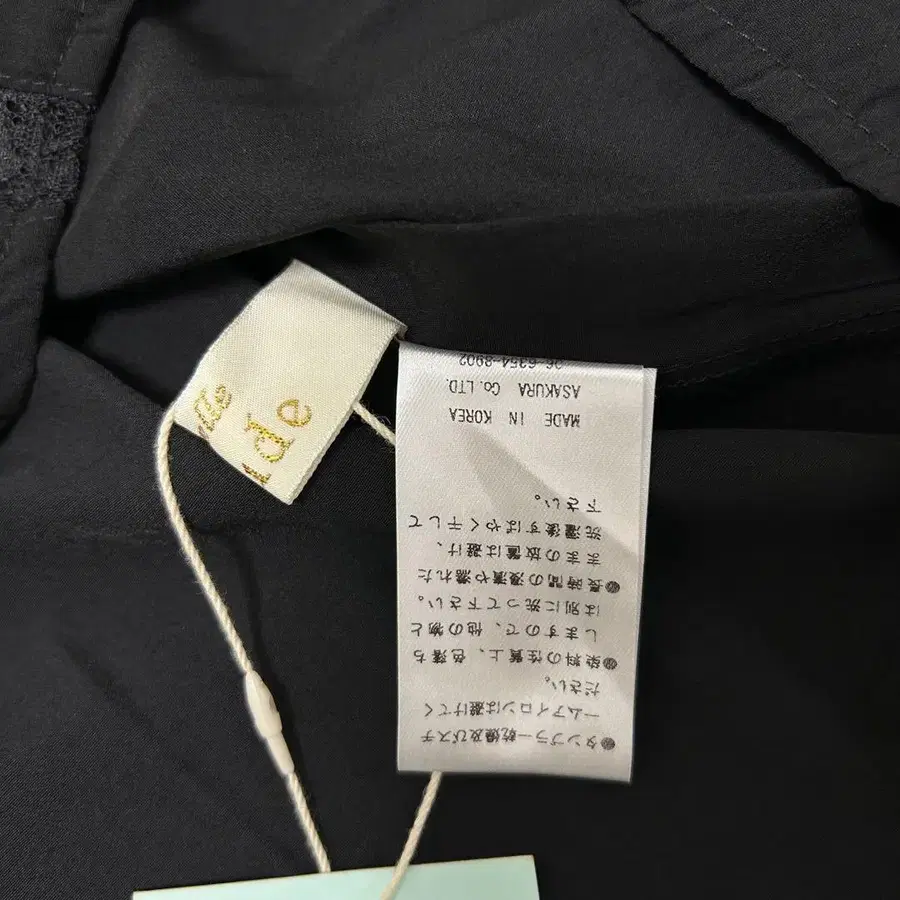 ●タンブラー乾燥及びスチ
ームアイロンは避けてく
ださい。
●染料の性質上、色落ち
しますので、他の物と
は別に洗って下さい。
●長時間の浸漬や濡れた
ままの放置は避け、
洗濯後すばやく干して
下さい。
MADE IN KOREA
ASAKURA Co.LTD.
06-6354-8902